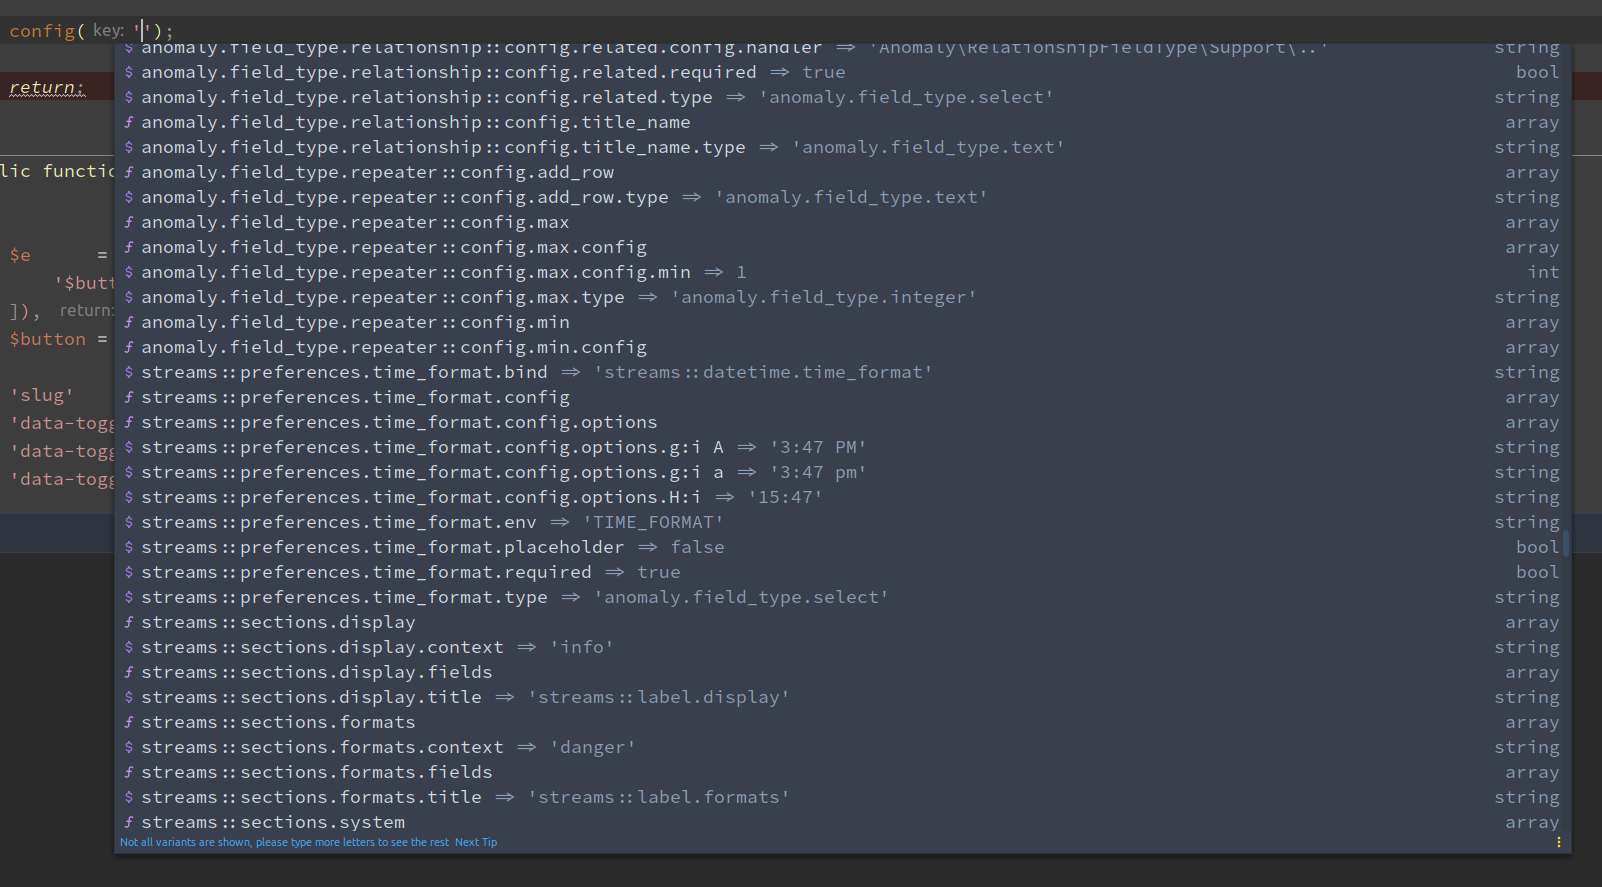 config( key: '');
$ anomaly.field_type.relationship::config.related.config.handler ⇒ 'Anomaly\RelationshipFieldType\Support\..' string
$ anomaly.field_type.relationship::config.related.required ⇒ true bool
return;
$ anomaly.field_type.relationship::config.related.type ⇒ 'anomaly.field_type.select' string
ƒ anomaly.field_type.relationship::config.title_name array
$ anomaly.field_type.relationship::config.title_name.type ⇒ 'anomaly.field_type.text' string
lic functio
ƒ anomaly.field_type.repeater::config.add_row array
$ anomaly.field_type.repeater::config.add_row.type ⇒ 'anomaly.field_type.text' string
ƒ anomaly.field_type.repeater::config.max array
ƒ anomaly.field_type.repeater::config.max.config array
$e =
$ anomaly.field_type.repeater::config.max.config.min ⇒ 1 int
'$butt
$ anomaly.field_type.repeater::config.max.type ⇒ 'anomaly.field_type.integer' string
]), return:
ƒ anomaly.field_type.repeater::config.min array
$button =
ƒ anomaly.field_type.repeater::config.min.config array
$ streams::preferences.time_format.bind ⇒ 'streams::datetime.time_format' string
'slug'
ƒ streams::preferences.time_format.config array
ƒ streams::preferences.time_format.config.options array
'data-togg
$ streams::preferences.time_format.config.options.g:i A ⇒ '3:47 PM' string
'data-togg
$ streams::preferences.time_format.config.options.g:i a ⇒ '3:47 pm' string
'data-togg
$ streams::preferences.time_format.config.options.H:i ⇒ '15:47' string
$ streams::preferences.time_format.env ⇒ 'TIME_FORMAT' string
$ streams::preferences.time_format.placeholder ⇒ false bool
$ streams::preferences.time_format.required ⇒ true bool
$ streams::preferences.time_format.type ⇒ 'anomaly.field_type.select' string
ƒ streams::sections.display array
$ streams::sections.display.context ⇒ 'info' string
ƒ streams::sections.display.fields array
$ streams::sections.display.title ⇒ 'streams::label.display' string
ƒ streams::sections.formats array
$ streams::sections.formats.context ⇒ 'danger' string
ƒ streams::sections.formats.fields array
$ streams::sections.formats.title ⇒ 'streams::label.formats' string
ƒ streams::sections.system array
Not all variants are shown, please type more letters to see the rest Next Tip